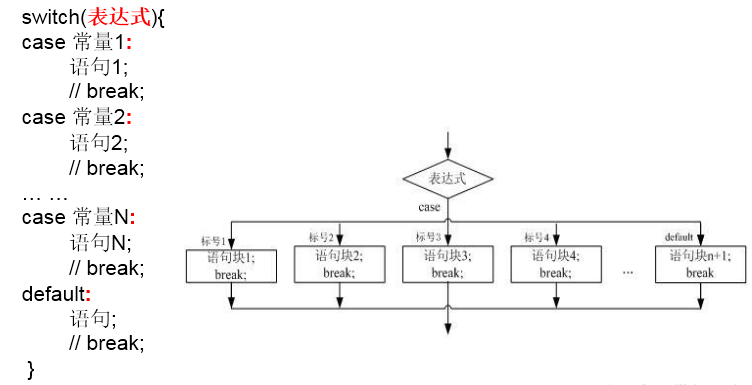 switch(表达式){
case 常量1:
语句1;
// break;
case 常量2:
语句2;
// break;
… …
case 常量N:
语句N;
// break;
default:
语句;
// break;
}
表达式
case
标号1
标号2
标号3
标号4
default
语句块1;
break;
语句块2;
break;
语句块3;
break;
语句块4;
break;
...
语句块n+1;
break